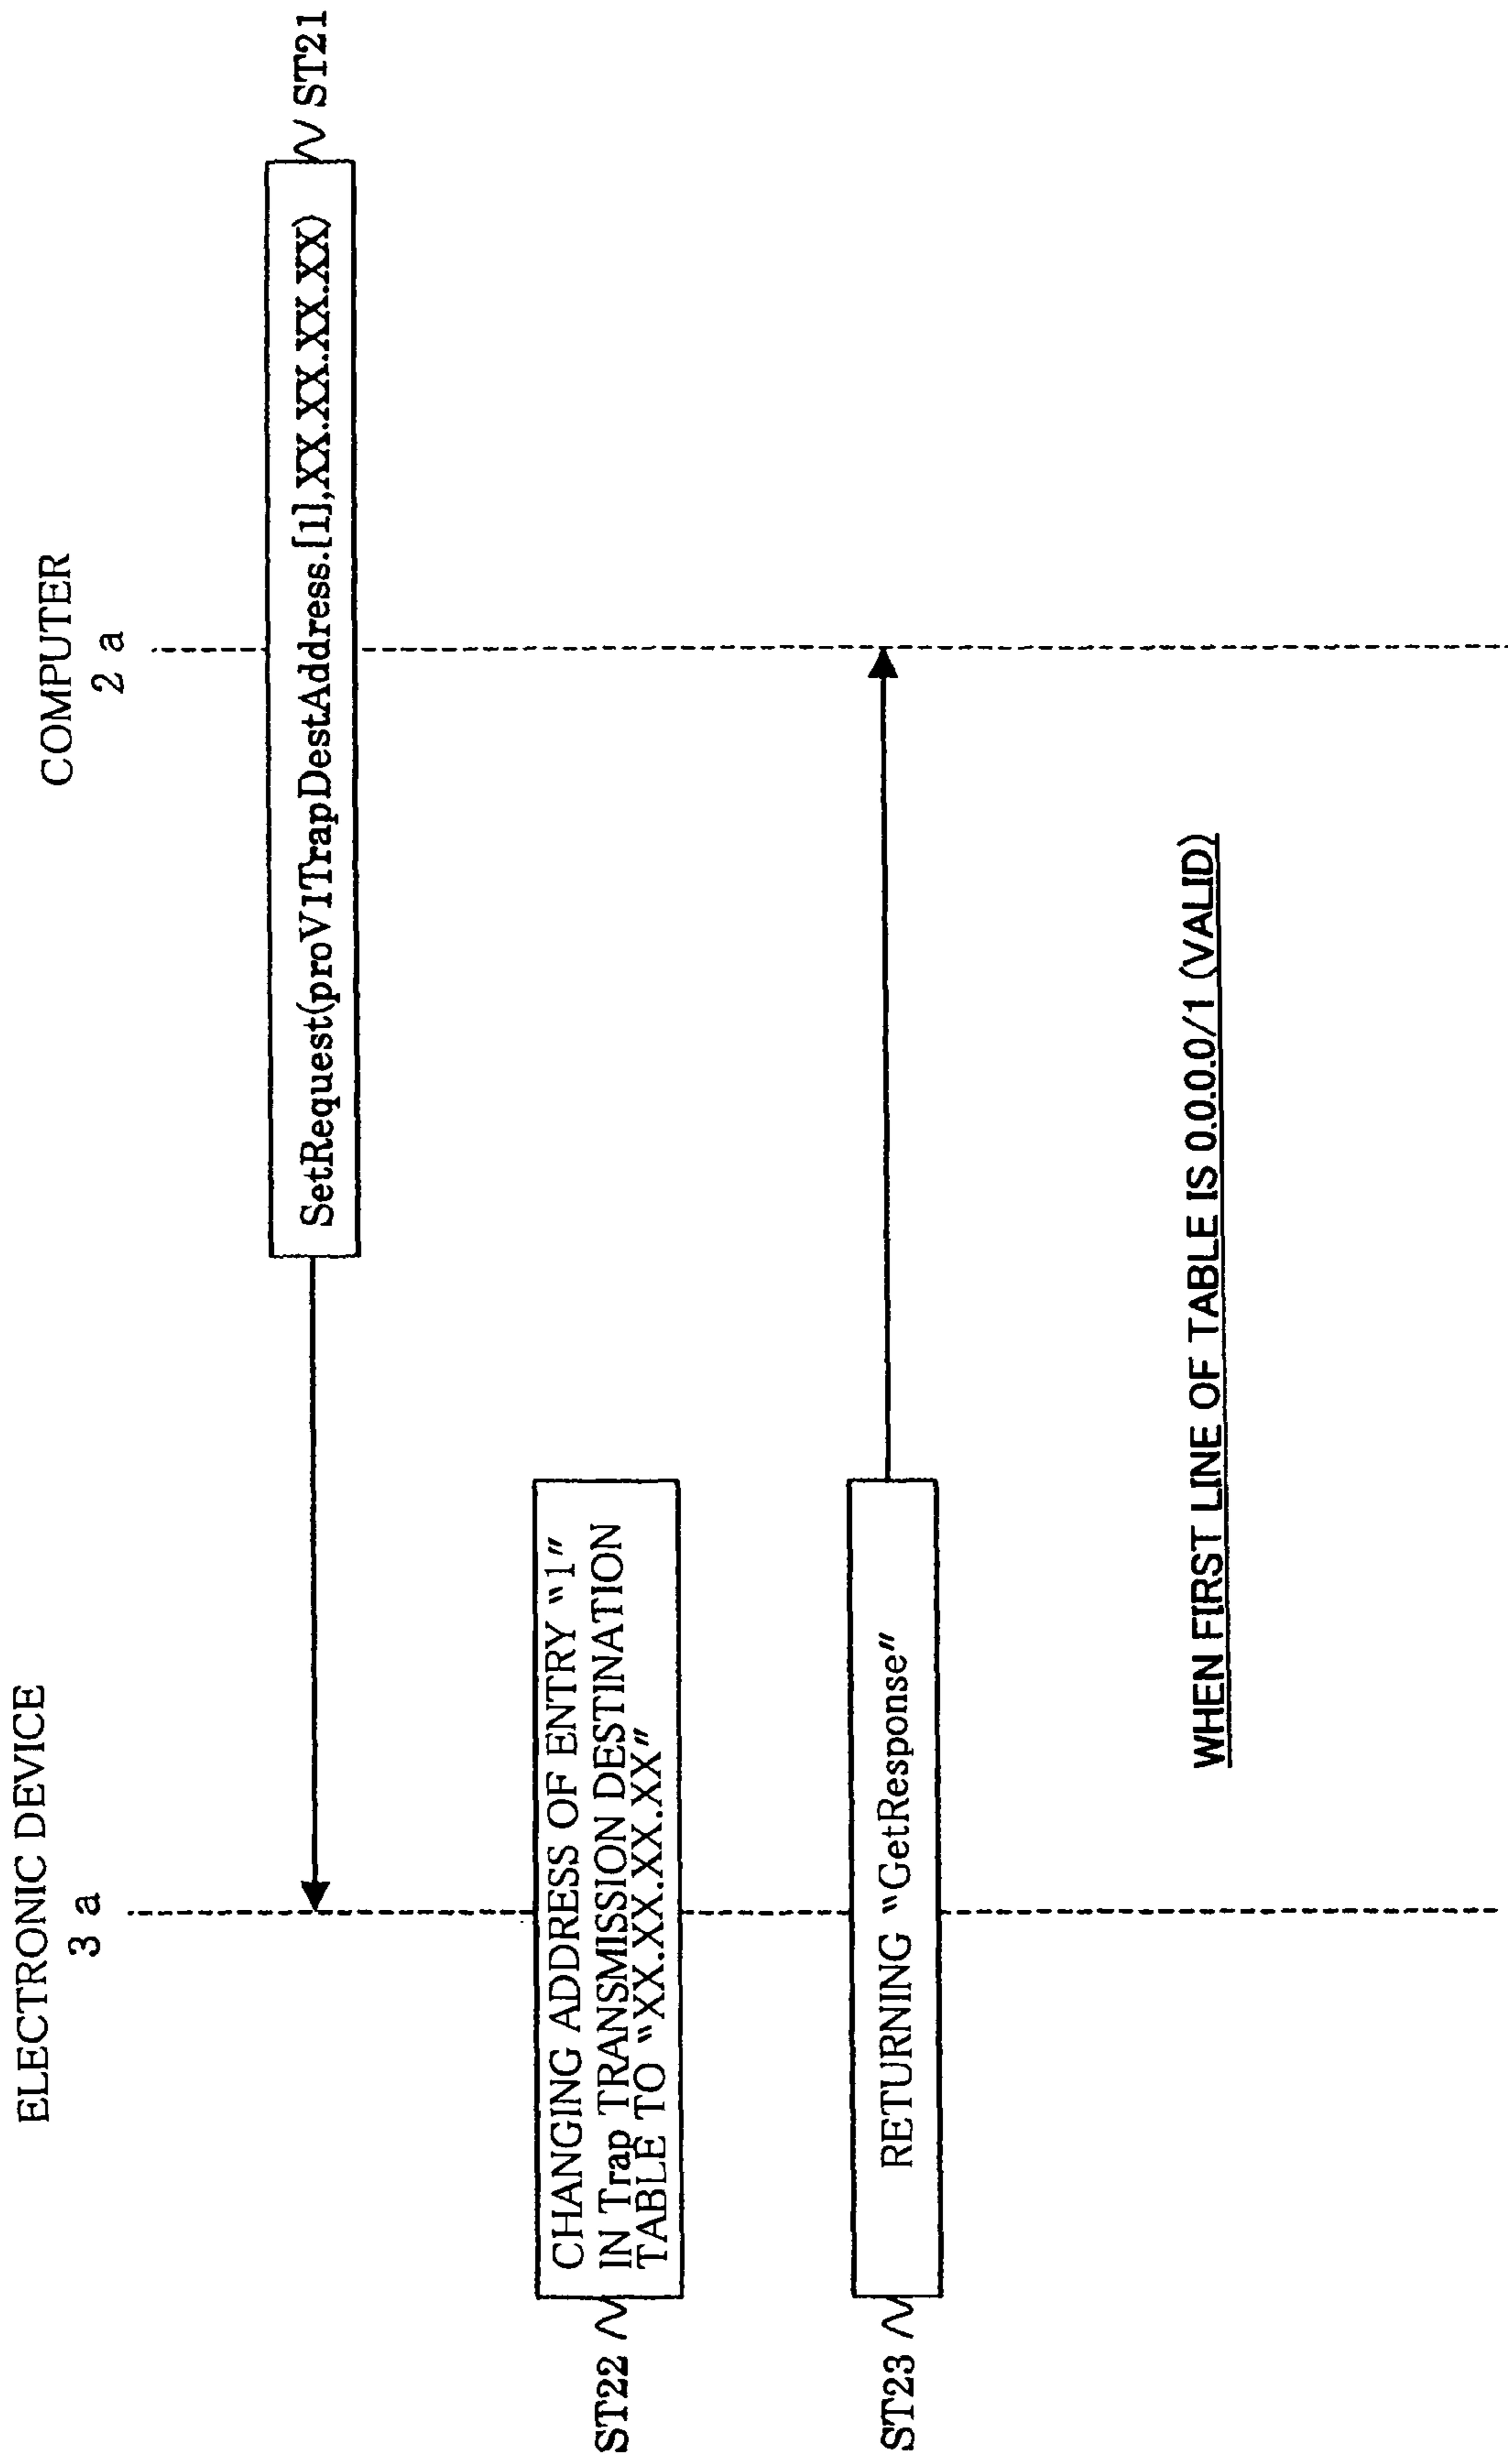 ELECTRONIC DEVICE
3 a
COMPUTER
2 a
SetRequest(proV1TrapDestAddress.[1],XX.XX.XX.XX)
ST21
ST22
CHANGING ADDRESS OF ENTRY "1"
IN Trap TRANSMISSION DESTINATION
TABLE TO "XX.XX.XX.XX"
ST23
RETURNING "GetResponse"
WHEN FIRST LINE OF TABLE IS 0.0.0.0/1 (VALID)